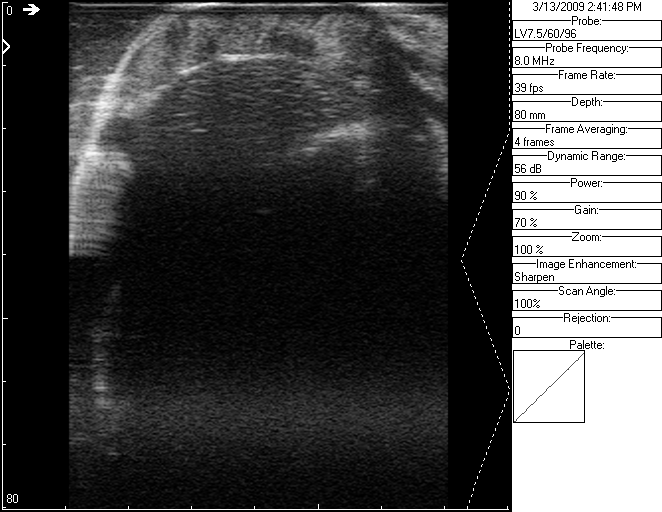 0
80
3/13/2009 2:41:48 PM
Probe:
LV7.5/60/96
Probe Frequency:
8.0 MHz
Frame Rate:
39 fps
Depth:
80 mm
Frame Averaging:
4 frames
Dynamic Range:
56 dB
Power:
90 %
Gain:
70 %
Zoom:
100 %
Image Enhancement:
Sharpen
Scan Angle:
100%
Rejection:
0
Palette: